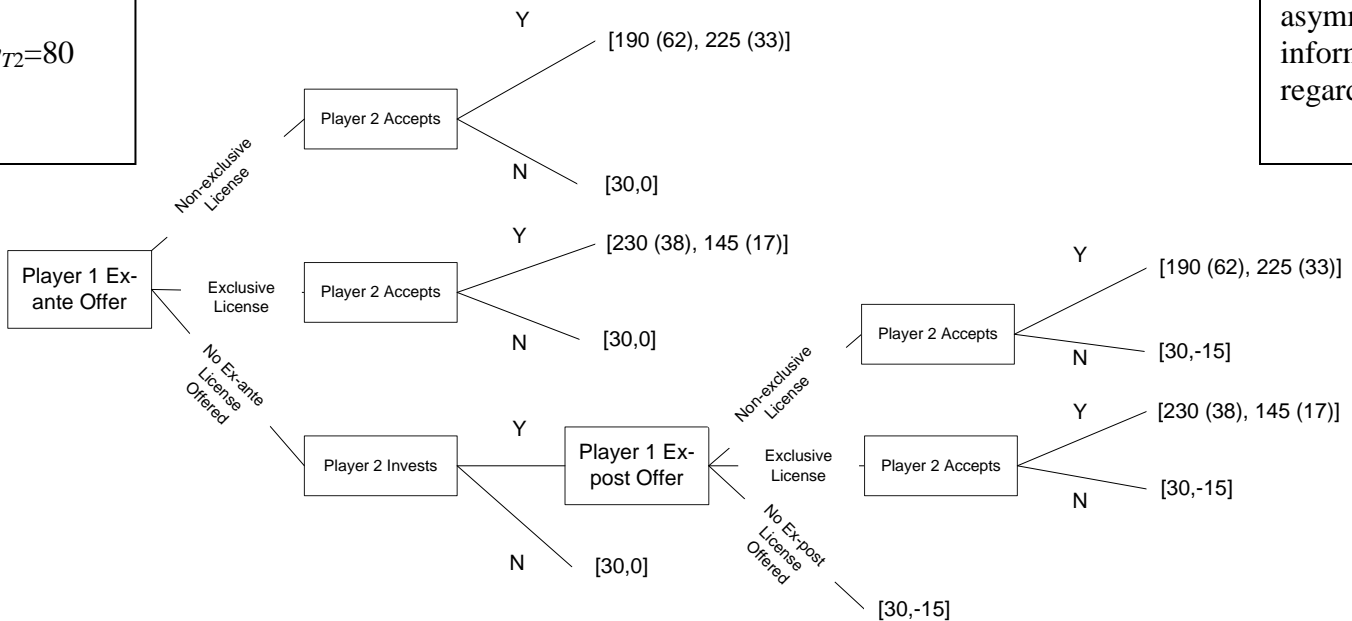 T2=80
asymm
inform
regard
Y
[190 (62), 225 (33)]
Player 2 Accepts
N
[30,0]
Non-exclusive
License
Y
[230 (38), 145 (17)]
Player 1 Ex-
ante Offer
Exclusive
License
Player 2 Accepts
N
[30,0]
No Ex-ante
License
Offered
Player 2 Invests
Y
N
[30,0]
Player 1 Ex-
post Offer
Non-exclusive
License
Player 2 Accepts
Y
[190 (62), 225 (33)]
N
[30,-15]
Exclusive
License
Player 2 Accepts
Y
[230 (38), 145 (17)]
N
[30,-15]
No Ex-post
License
Offered
[30,-15]